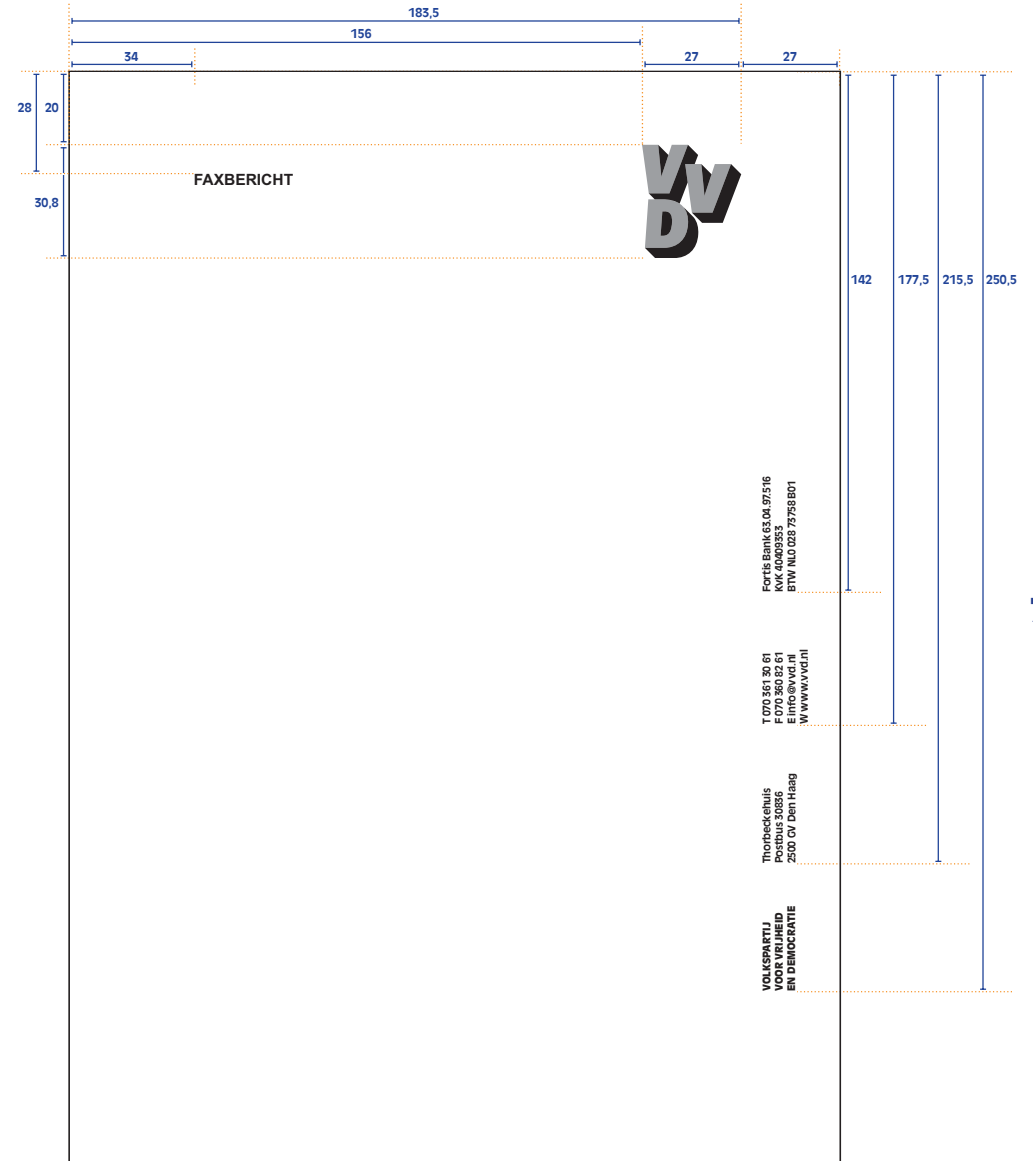 183,5
156
34
27
27
28
20
FAXBERICHT
VVD
30,8
142
177,5
215,5
250,5
Fortis Bank 63.04.97.516
KvK 40409353
BTW NL0 028 73758 B01
T 070 361 30 61
F 070 360 82 61
E info@vvd.nl
W www.vvd.nl
Thorbeckehuis
Postbus 30836
2500 GV Den Haag
VOLKSPARTIJ
VOOR VRIJHEID
EN DEMOCRATIE